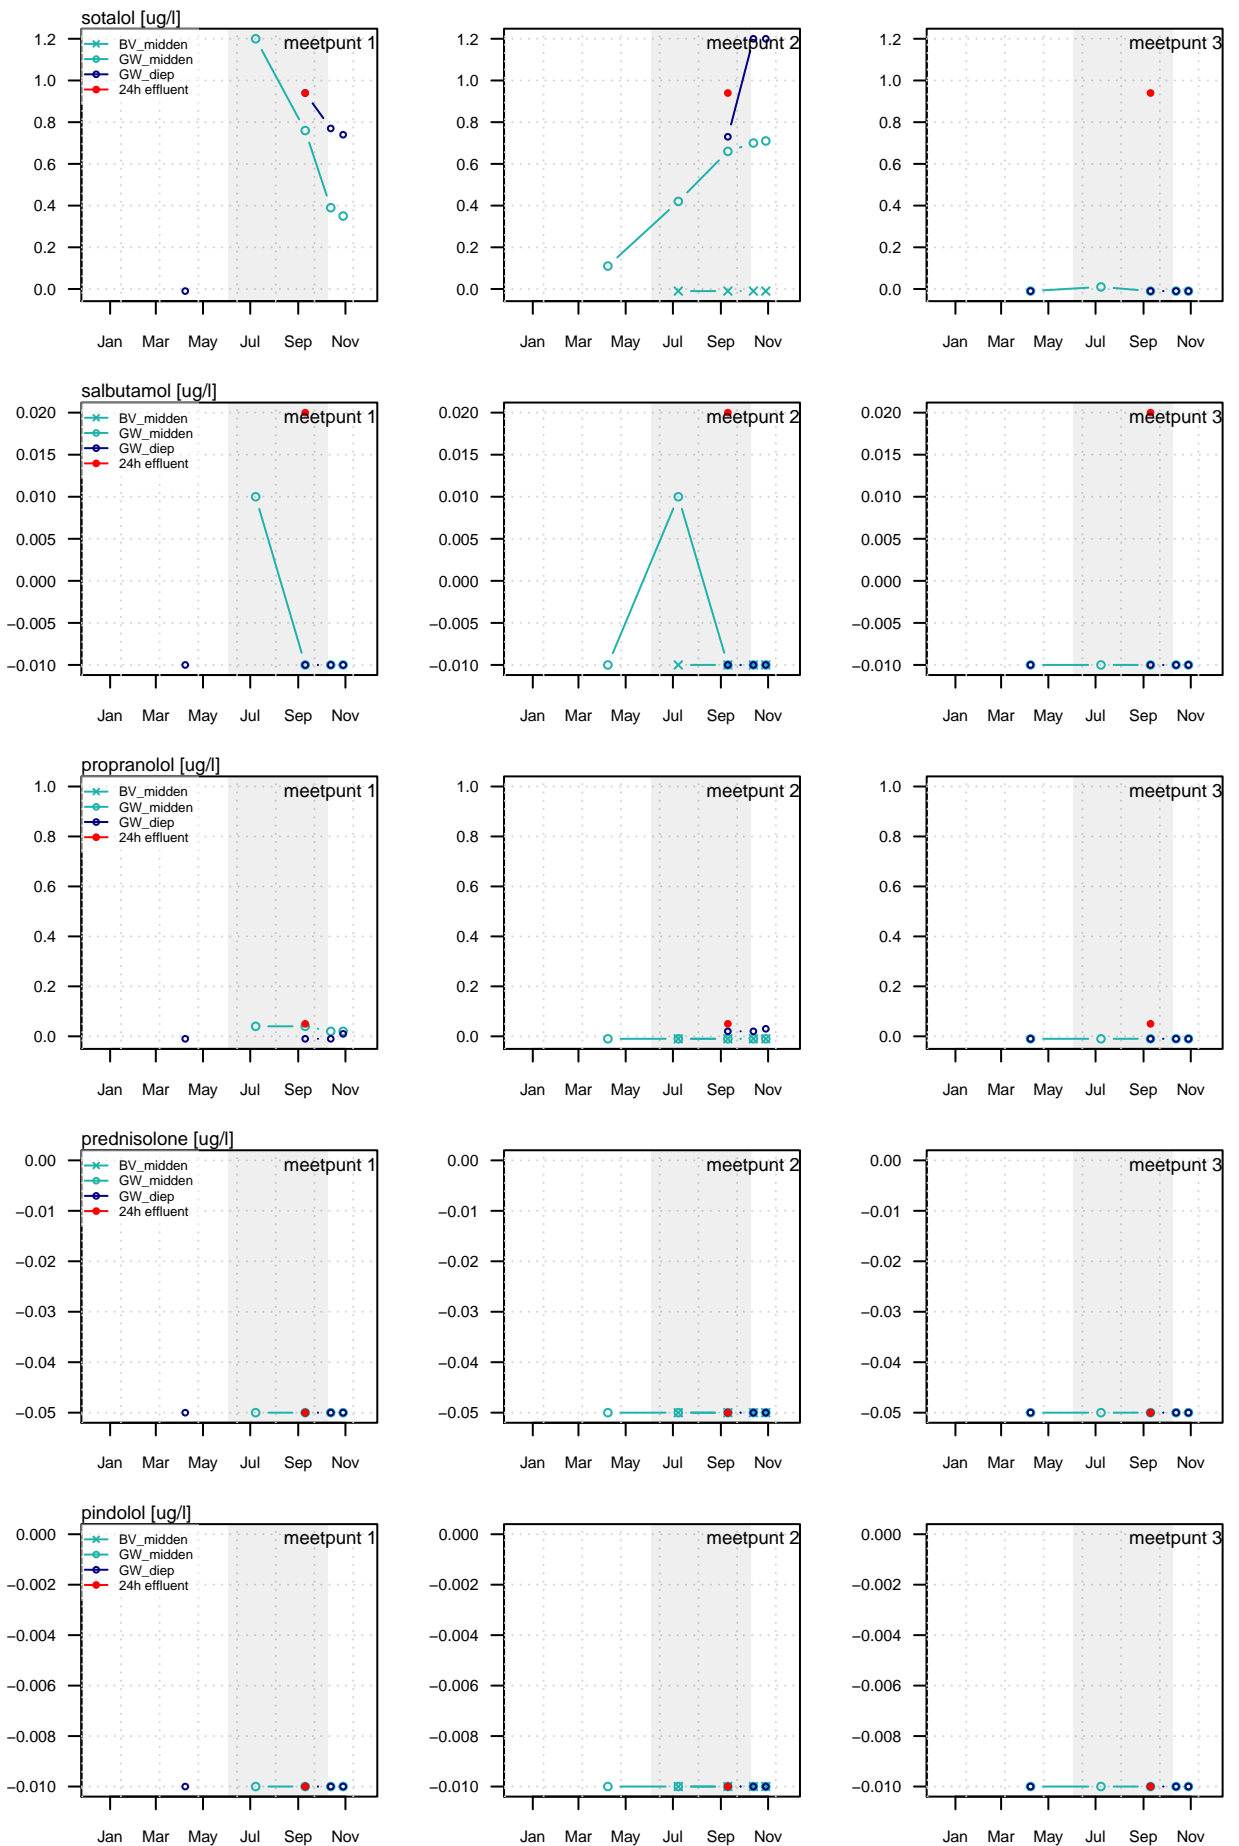 sotalol [ug/l]
BV_midden
GW_midden
GW_diep
24h effluent
meetpunt 1
1.2
1.0
0.8
0.6
0.4
0.2
0.0
Jan Mar May Jul Sep Nov
meetpunt 2
1.2
1.0
0.8
0.6
0.4
0.2
0.0
Jan Mar May Jul Sep Nov
meetpunt 3
1.2
1.0
0.8
0.6
0.4
0.2
0.0
Jan Mar May Jul Sep Nov
salbutamol [ug/l]
BV_midden
GW_midden
GW_diep
24h effluent
meetpunt 1
0.020
0.015
0.010
0.005
0.000
−0.005
−0.010
Jan Mar May Jul Sep Nov
meetpunt 2
0.020
0.015
0.010
0.005
0.000
−0.005
−0.010
Jan Mar May Jul Sep Nov
meetpunt 3
0.020
0.015
0.010
0.005
0.000
−0.005
−0.010
Jan Mar May Jul Sep Nov
propranolol [ug/l]
BV_midden
GW_midden
GW_diep
24h effluent
meetpunt 1
1.0
0.8
0.6
0.4
0.2
0.0
Jan Mar May Jul Sep Nov
meetpunt 2
1.0
0.8
0.6
0.4
0.2
0.0
Jan Mar May Jul Sep Nov
meetpunt 3
1.0
0.8
0.6
0.4
0.2
0.0
Jan Mar May Jul Sep Nov
prednisolone [ug/l]
BV_midden
GW_midden
GW_diep
24h effluent
meetpunt 1
0.00
−0.01
−0.02
−0.03
−0.04
−0.05
Jan Mar May Jul Sep Nov
meetpunt 2
0.00
−0.01
−0.02
−0.03
−0.04
−0.05
Jan Mar May Jul Sep Nov
meetpunt 3
0.00
−0.01
−0.02
−0.03
−0.04
−0.05
Jan Mar May Jul Sep Nov
pindolol [ug/l]
BV_midden
GW_midden
GW_diep
24h effluent
meetpunt 1
0.000
−0.002
−0.004
−0.006
−0.008
−0.010
Jan Mar May Jul Sep Nov
meetpunt 2
0.000
−0.002
−0.004
−0.006
−0.008
−0.010
Jan Mar May Jul Sep Nov
meetpunt 3
0.000
−0.002
−0.004
−0.006
−0.008
−0.010
Jan Mar May Jul Sep Nov